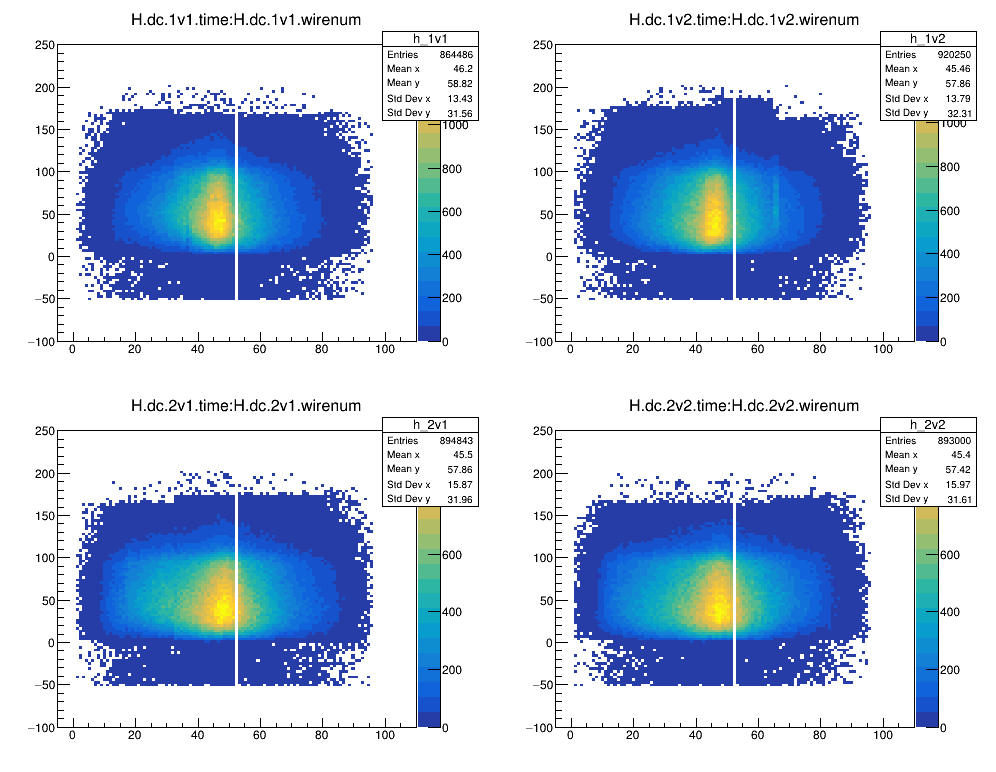 H.dc.1v1.time:H.dc.1v1.wirenum
h_1v1
Entries 864486
Mean x 46.2
Mean y 58.82
Std Dev x 13.43
Std Dev y 31.56
250
200
150
100
50
0
−50
−100
0 20 40 60 80 100
1000
800
600
400
200
0
H.dc.1v2.time:H.dc.1v2.wirenum
h_1v2
Entries 920250
Mean x 45.46
Mean y 57.86
Std Dev x 13.79
Std Dev y 32.31
250
200
150
100
50
0
−50
−100
0 20 40 60 80 100
1000
800
600
400
200
0
H.dc.2v1.time:H.dc.2v1.wirenum
h_2v1
Entries 894843
Mean x 45.5
Mean y 57.86
Std Dev x 15.87
Std Dev y 31.96
250
200
150
100
50
0
−50
−100
0 20 40 60 80 100
600
400
200
0
H.dc.2v2.time:H.dc.2v2.wirenum
h_2v2
Entries 893000
Mean x 45.4
Mean y 57.42
Std Dev x 15.97
Std Dev y 31.61
250
200
150
100
50
0
−50
−100
0 20 40 60 80 100
600
400
200
0